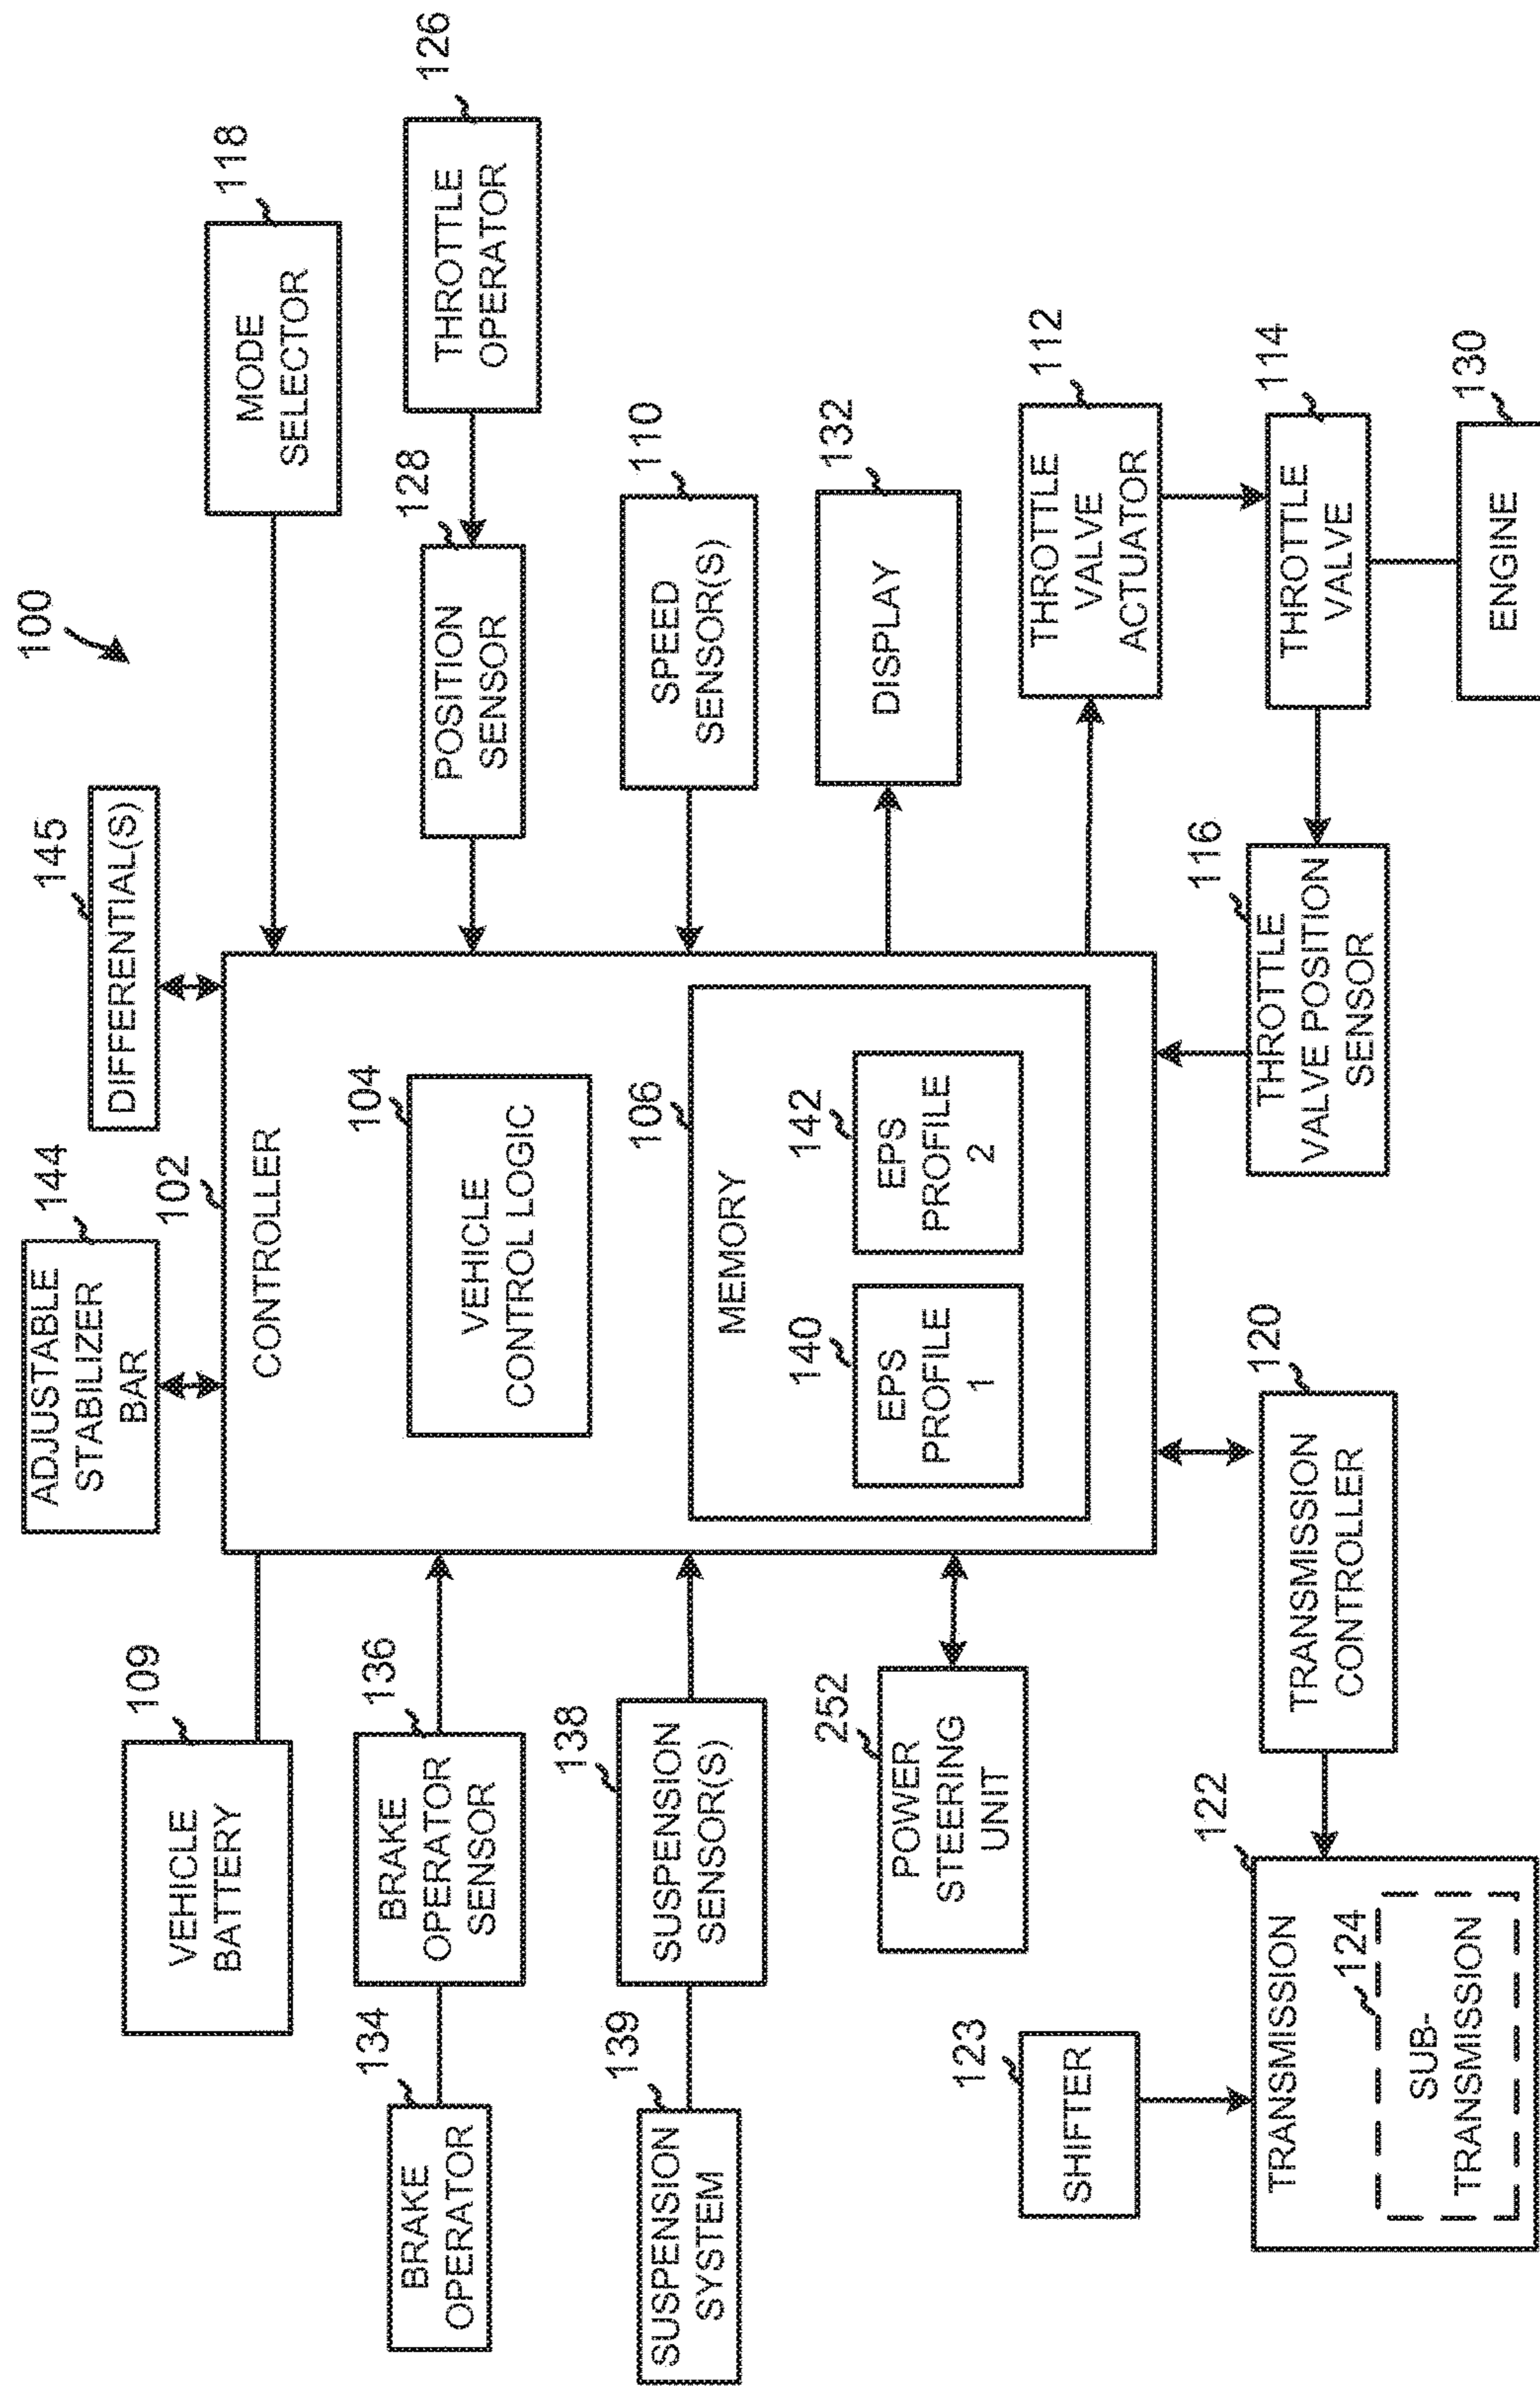 100
ADJUSTABLE
STABILIZER
BAR
144
DIFFERENTIAL(S)
145
VEHICLE
BATTERY
109
102
CONTROLLER
MODE
SELECTOR
118
BRAKE
OPERATOR
134
BRAKE
OPERATOR
SENSOR
136
VEHICLE
CONTROL LOGIC
104
POSITION
SENSOR
128
THROTTLE
OPERATOR
126
SUSPENSION
SYSTEM
139
SUSPENSION
SENSOR(S)
138
MEMORY
106
SPEED
SENSOR(S)
110
POWER
STEERING
UNIT
252
EPS
PROFILE
1
140
EPS
PROFILE
2
142
DISPLAY
132
SHIFTER
123
THROTTLE
VALVE
ACTUATOR
112
TRANSMISSION
122
SUB-
TRANSMISSION
124
TRANSMISSION
CONTROLLER
120
THROTTLE
VALVE POSITION
SENSOR
116
THROTTLE
VALVE
114
ENGINE
130